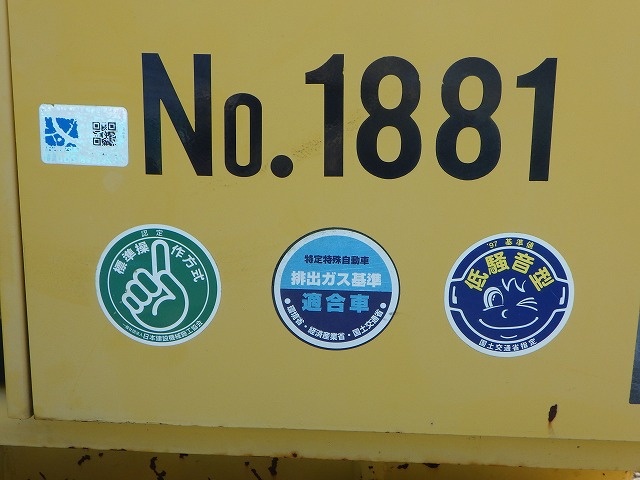 No.1881
認定
標準操作方式
日本建設機械施工協会
特定特殊自動車
排出ガス基準
適合車
・環境省・経済産業省・国土交通省・
'97 基準値
低騒音型
国土交通省指定